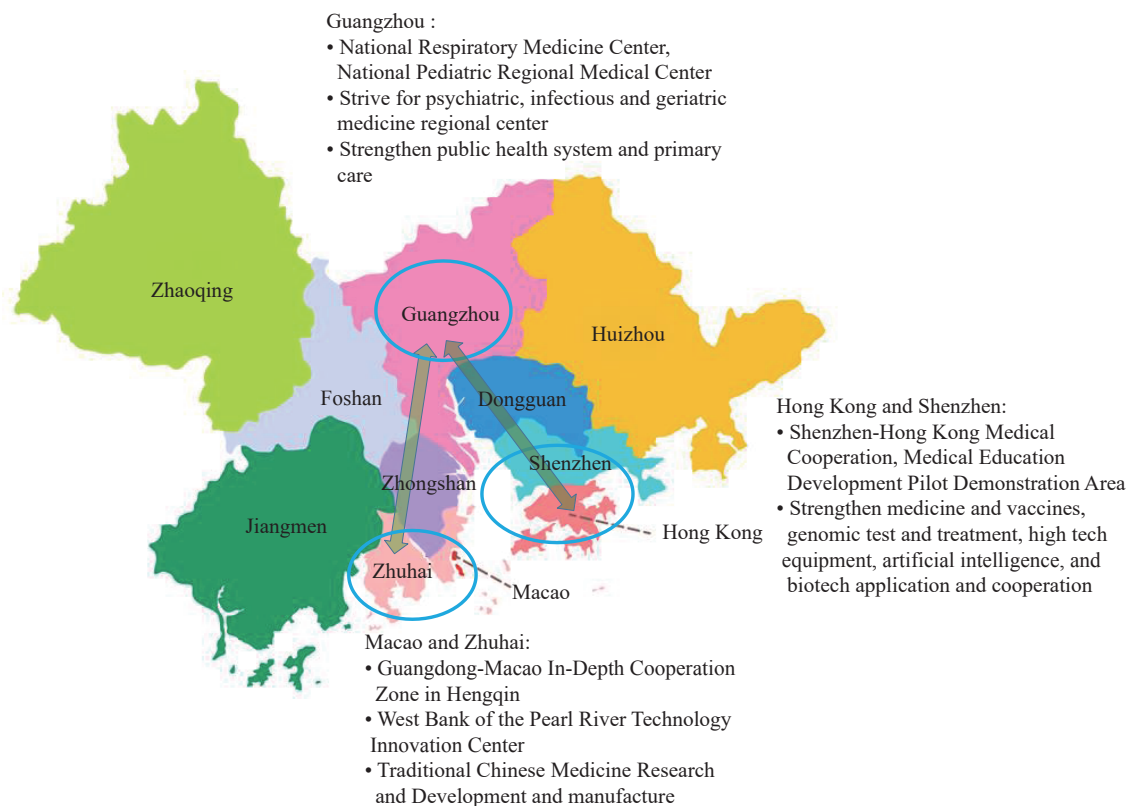 Guangzhou :
• National Respiratory Medicine Center,
National Pediatric Regional Medical Center
• Strive for psychiatric, infectious and geriatric
medicine regional center
• Strengthen public health system and primary
care
Zhaoqing
Guangzhou
Huizhou
Foshan
Dongguan
Shenzhen
Zhongshan
Jiangmen
Hong Kong
Zhuhai
Macao
Hong Kong and Shenzhen:
• Shenzhen-Hong Kong Medical
Cooperation, Medical Education
Development Pilot Demonstration Area
• Strengthen medicine and vaccines,
genomic test and treatment, high tech
equipment, artificial intelligence, and
biotech application and cooperation
Macao and Zhuhai:
• Guangdong-Macao In-Depth Cooperation
Zone in Hengqin
• West Bank of the Pearl River Technology
Innovation Center
• Traditional Chinese Medicine Research
and Development and manufacture